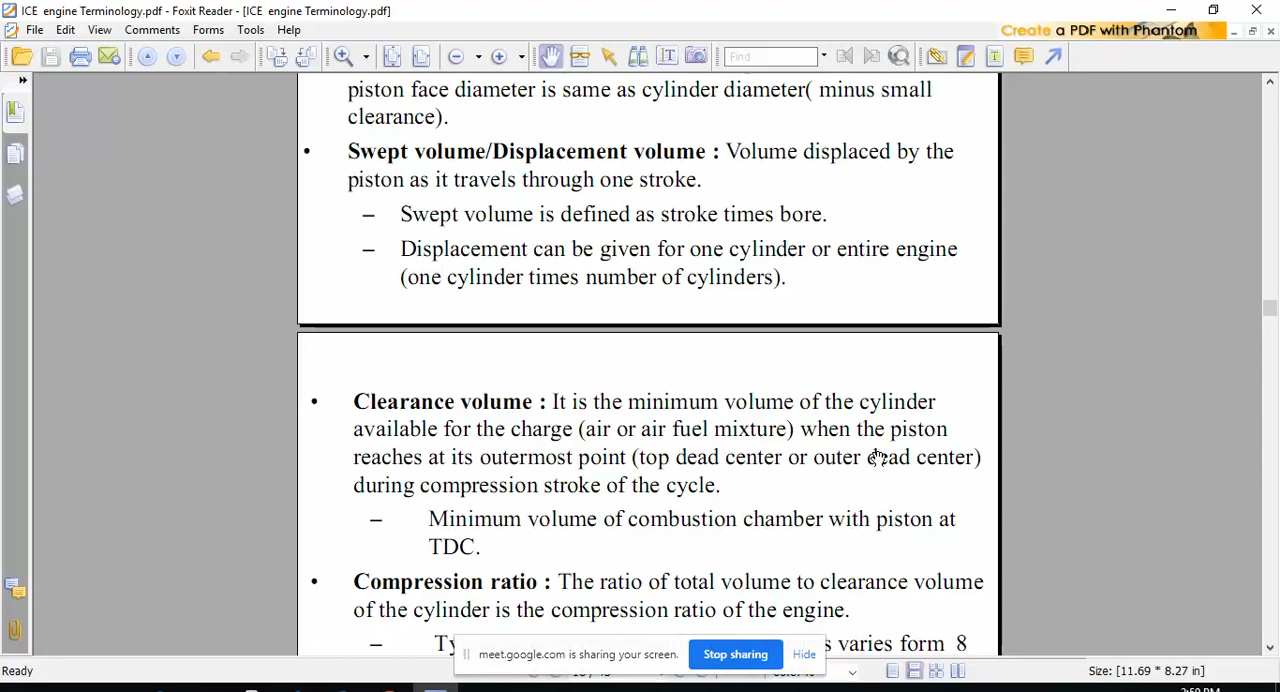 ICE engine Terminology.pdf - Foxit Reader - [ICE engine Terminology.pdf]
File Edit View Comments Forms Tools Help
Create a PDF with Phantom
Find
piston face diameter is same as cylinder diameter( minus small
clearance).
• Swept volume/Displacement volume : Volume displaced by the
piston as it travels through one stroke.
– Swept volume is defined as stroke times bore.
– Displacement can be given for one cylinder or entire engine
(one cylinder times number of cylinders).
• Clearance volume : It is the minimum volume of the cylinder
available for the charge (air or air fuel mixture) when the piston
reaches at its outermost point (top dead center or outer dead center)
during compression stroke of the cycle.
– Minimum volume of combustion chamber with piston at
TDC.
• Compression ratio : The ratio of total volume to clearance volume
of the cylinder is the compression ratio of the engine.
– varies form 8
meet.google.com is sharing your screen. Stop sharing Hide
Ready Size: [11.69 * 8.27 in]